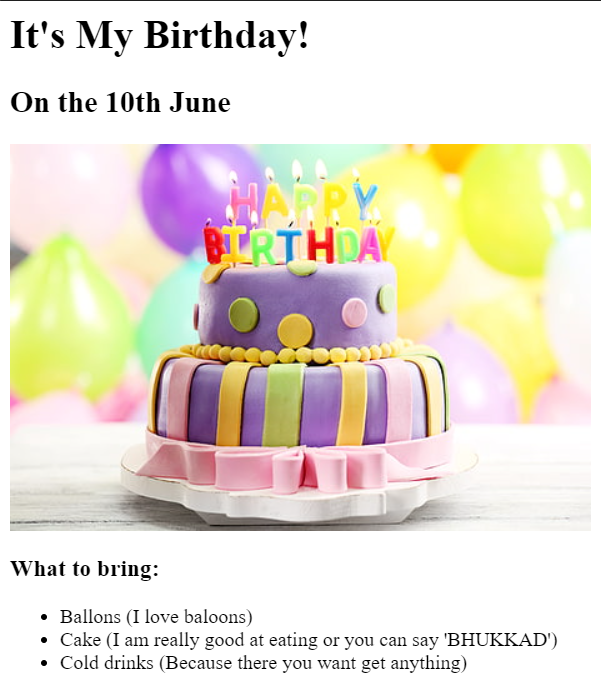 It's My Birthday!
On the 10th June
HAPPY
BIRTHDAY
What to bring:
Ballons (I love baloons)
Cake (I am really good at eating or you can say 'BHUKKAD')
Cold drinks (Because there you want get anything)